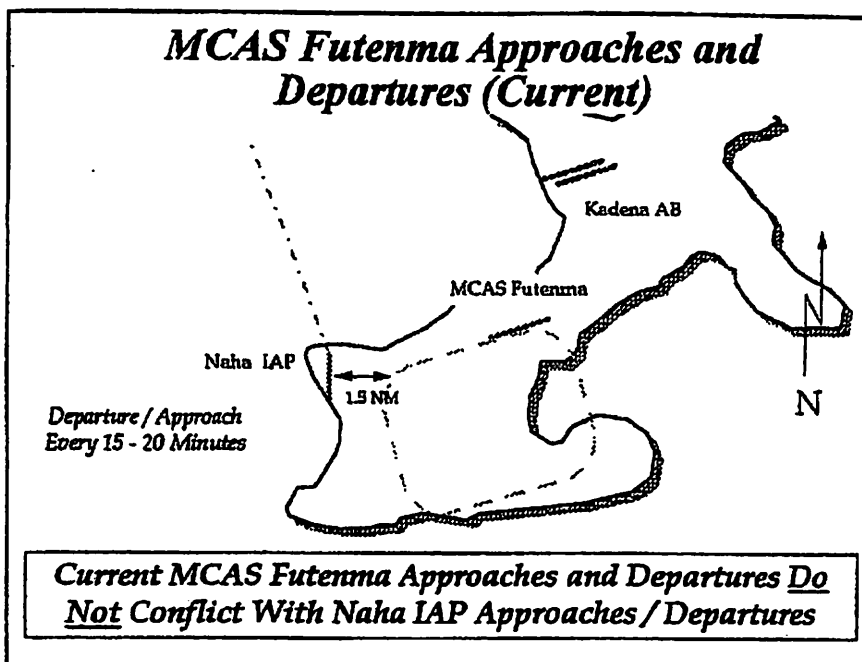 MCAS Futenma Approaches and
Departures (Current)
Kadena AB
MCAS Futenma
Naha IAP
1.5 NM
Departure / Approach
Every 15 - 20 Minutes
N
N
Current MCAS Futenma Approaches and Departures Do
Not Conflict With Naha IAP Approaches / Departures